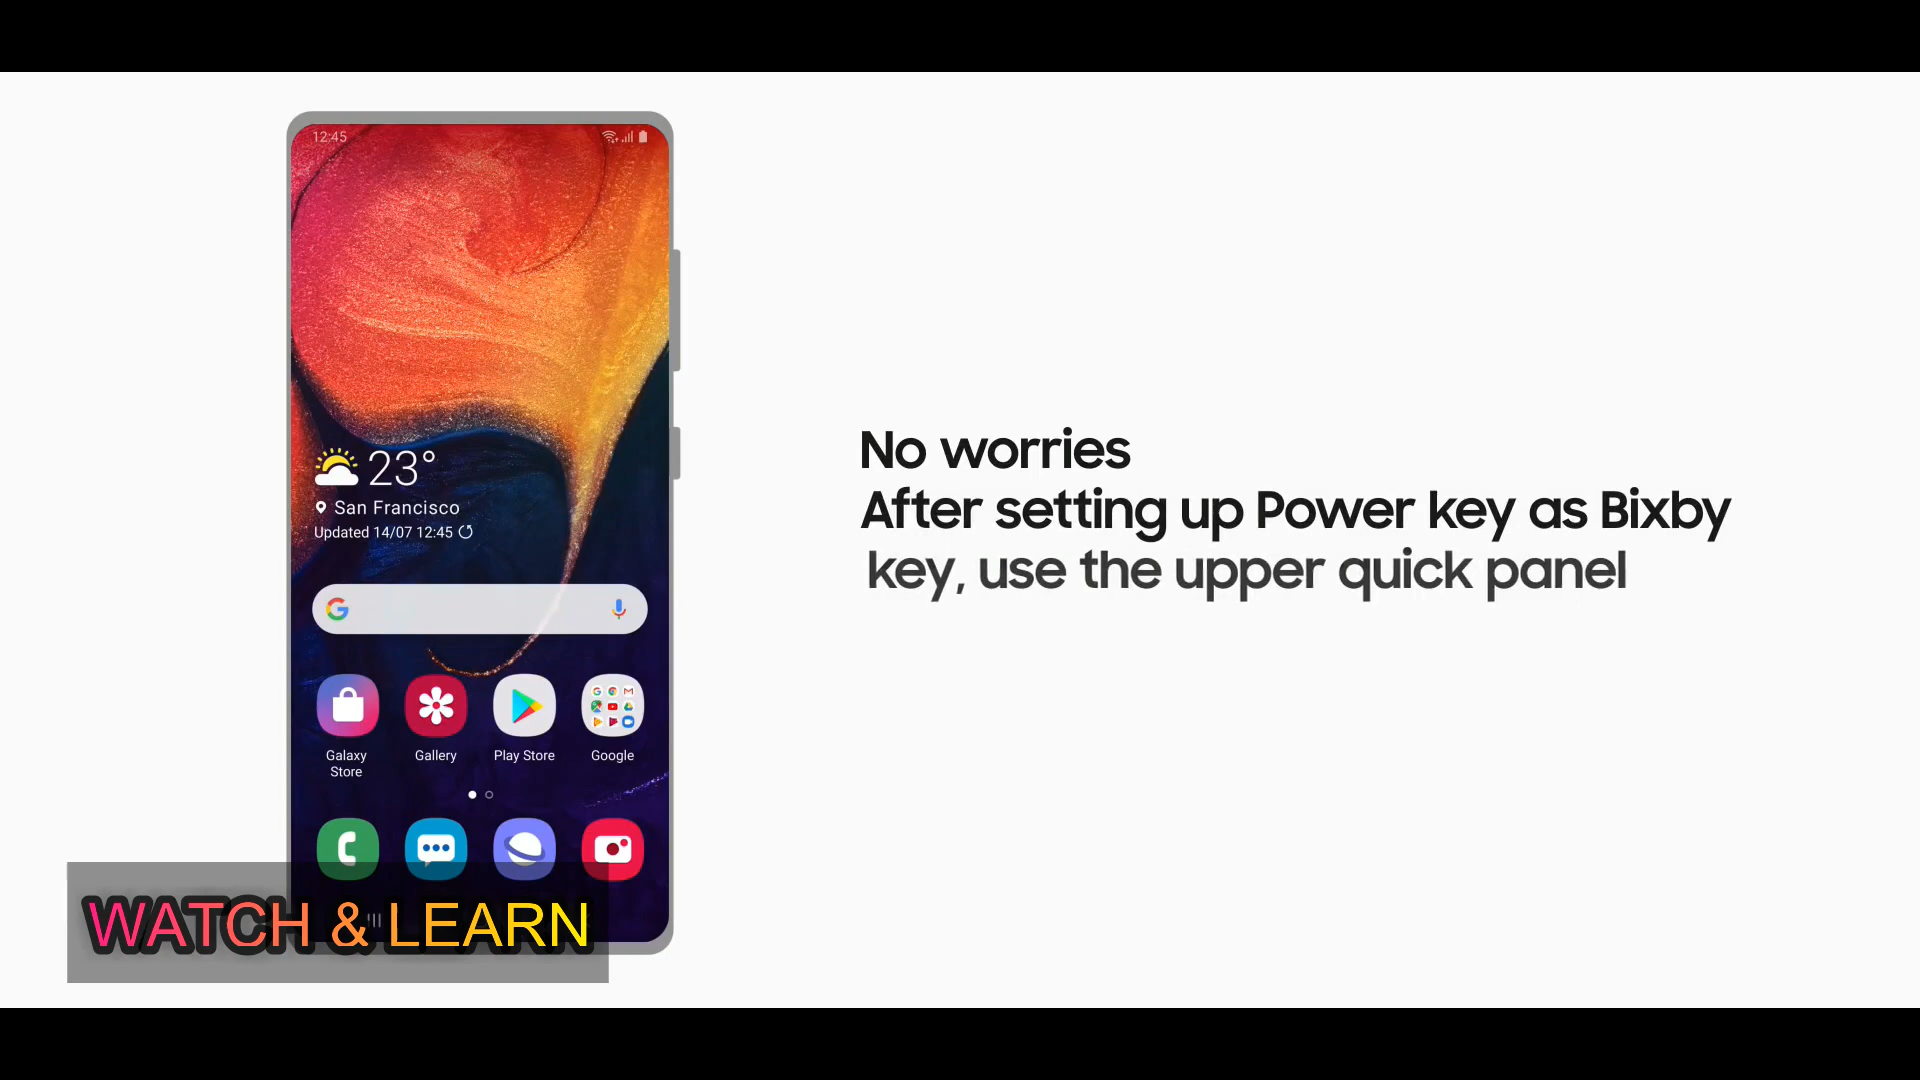 12:45
23°
San Francisco
Updated 14/07 12:45
Galaxy
Store
Gallery
Play Store
Google
No worries
After setting up Power key as Bixby
key, use the upper quick panel
WATCH & LEARN